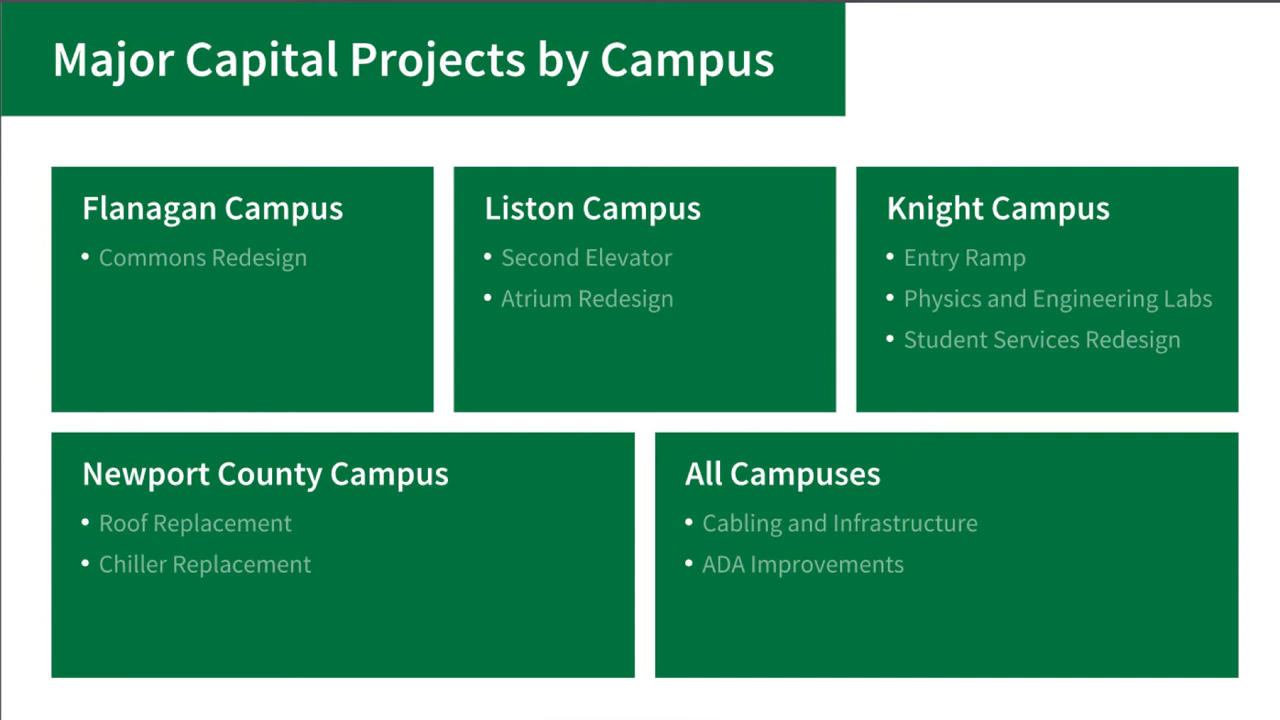 Major Capital Projects by Campus
Flanagan Campus
• Commons Redesign
Liston Campus
• Second Elevator
• Atrium Redesign
Knight Campus
• Entry Ramp
• Physics and Engineering Labs
• Student Services Redesign
Newport County Campus
• Roof Replacement
• Chiller Replacement
All Campuses
• Cabling and Infrastructure
• ADA Improvements